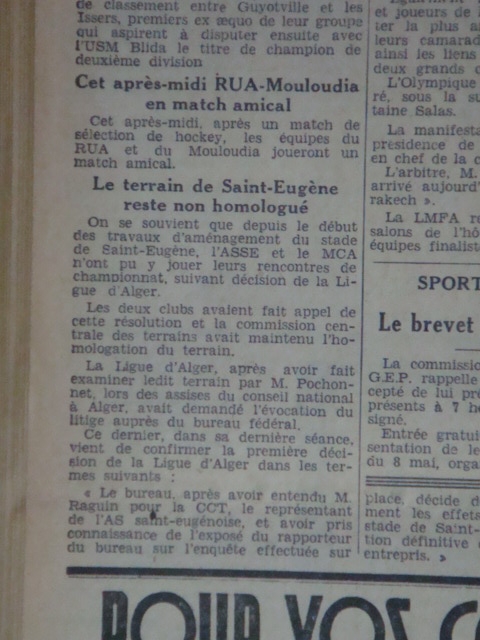 de classement entre Guyotville et les
Issers, premiers ex æquo de leur groupe
qui aspirent à disputer ensuite avec
l'USM Blida le titre de champion de
deuxième division
Cet après-midi RUA-Mouloudia
en match amical
Cet après-midi, après un match de
sélection de hockey, les équipes du
RUA et du Mouloudia joueront un
match amical.
Le terrain de Saint-Eugène
reste non homologué
On se souvient que depuis le début
des travaux d'aménagement du stade
de Saint-Eugène, l'ASSE et le MCA
n'ont pu y jouer leurs rencontres de
championnat, suivant décision de la Li-
gue d'Alger.
Les deux clubs avaient fait appel de
cette résolution et la commission cen-
trale des terrains avait maintenu l'ho-
mologation du terrain.
La Ligue d'Alger, après avoir fait
examiner ledit terrain par M. Pochon-
net, lors des assises du conseil national
à Alger, avait demandé l'évocation du
litige auprès du bureau fédéral.
Ce dernier, dans sa dernière séance,
vient de confirmer la première déci-
sion de la Ligue d'Alger dans les ter-
mes suivants :
« Le bureau, après avoir entendu M.
Raguin pour la CCT, le représentant
de l'AS saint-eugénoise, et avoir pris
connaissance de l'exposé du rapporteur
du bureau sur l'enquête effectuée sur
et joueurs de
ter la plus
leurs camarad
ainsi les liens
deux grands
L'Olympique
ré, sous la su
taine Salas.
La manifesta
présidence de
en chef de la c
L'arbitre, M.
arrivé aujourd'
rakech ».
La LMFA re
salons de l'hô
équipes finalist
SPORT
Le brevet
La commissio
G.E.P. rappelle
cepté de lui pr
présents à 7 h
signé.
Entrée gratui
sentation de le
du 8 mai, orga
place, décide d
ment les effets
stade de Saint-
tion définitive
entrepris. »
POUR VOS